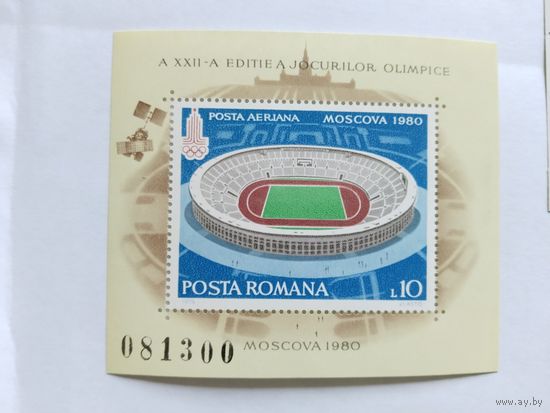 A XXII-A EDITIE A JOCURILOR OLIMPICE
POSTA AERIANA MOSCOVA 1980
POSTA ROMANA L10
081300 MOSCOVA 1980
www.ay.by